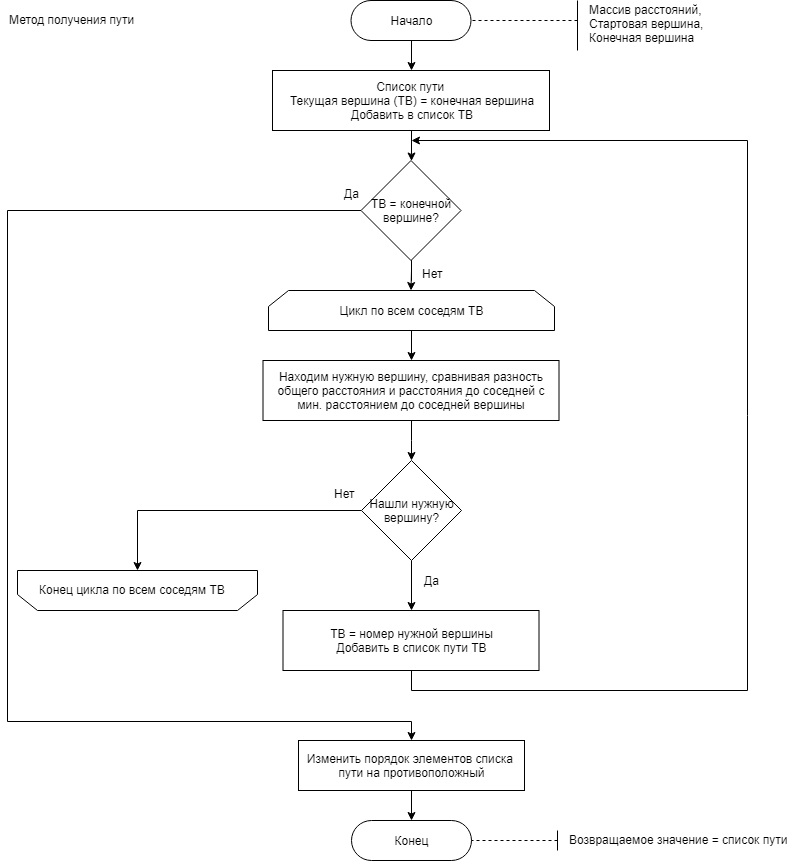 Метод получения пути
Начало
Массив расстояний,
Стартовая вершина,
Конечная вершина
Список пути
Текущая вершина (ТВ) = конечная вершина
Добавить в список ТВ
Да
ТВ = конечной
вершине?
Нет
Цикл по всем соседям ТВ
Находим нужную вершину, сравнивая разность
общего расстояния и расстояния до соседней с
мин. расстоянием до соседней вершины
Нет
Нашли нужную
вершину?
Да
Конец цикла по всем соседям ТВ
ТВ = номер нужной вершины
Добавить в список пути ТВ
Изменить порядок элементов списка
пути на противоположный
Конец
Возвращаемое значение = список пути